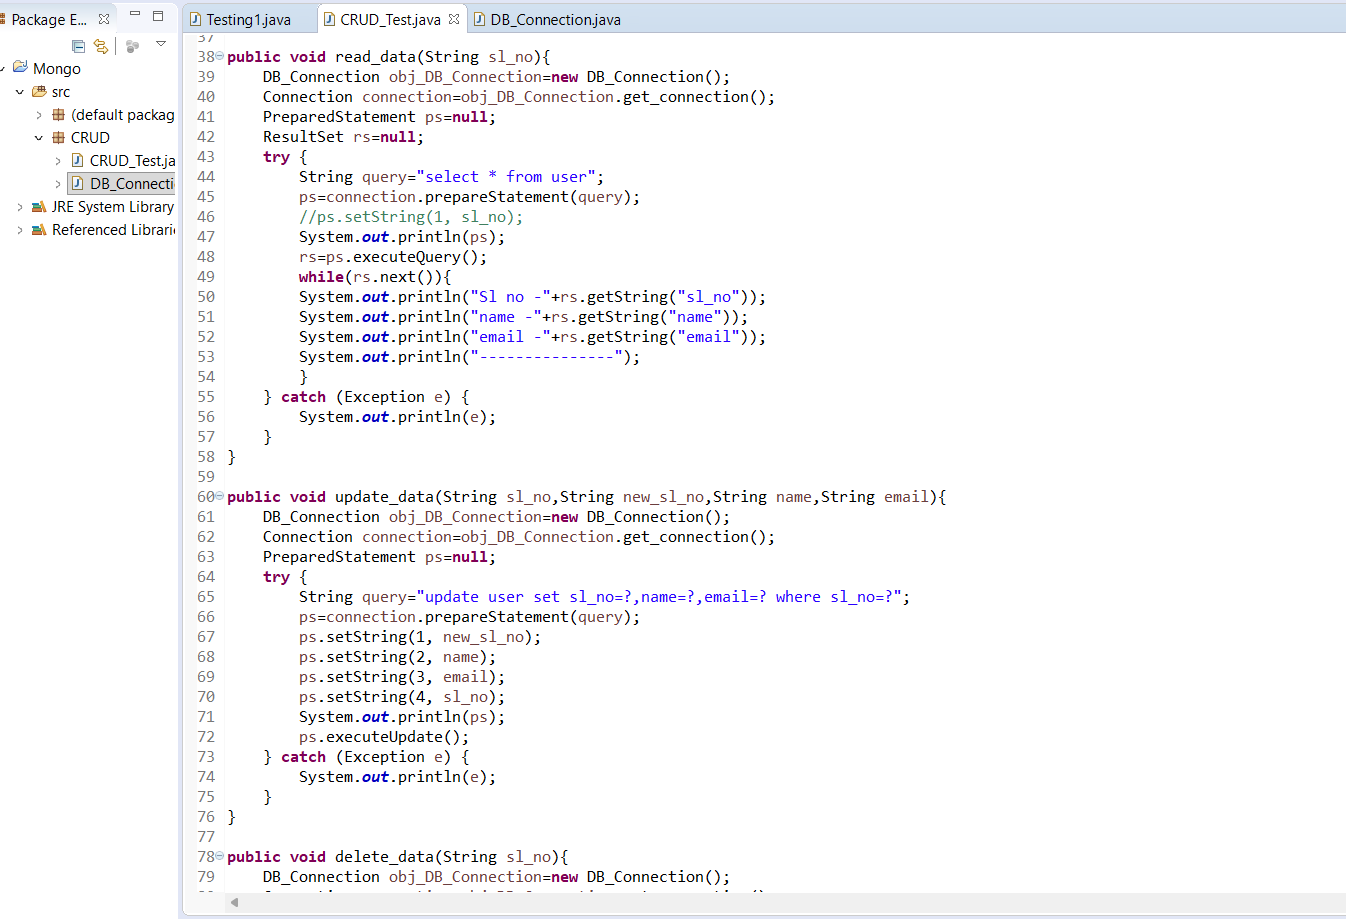 Package E...
Mongo
src
(default packag
CRUD
CRUD_Test.ja
DB_Connecti
JRE System Library
Referenced Librari
Testing1.java
CRUD_Test.java
DB_Connection.java
37
38 public void read_data(String sl_no){
39 DB_Connection obj_DB_Connection=new DB_Connection();
40 Connection connection=obj_DB_Connection.get_connection();
41 PreparedStatement ps=null;
42 ResultSet rs=null;
43 try {
44 String query="select * from user";
45 ps=connection.prepareStatement(query);
46 //ps.setString(1, sl_no);
47 System.out.println(ps);
48 rs=ps.executeQuery();
49 while(rs.next()){
50 System.out.println("Sl no -"+rs.getString("sl_no"));
51 System.out.println("name -"+rs.getString("name"));
52 System.out.println("email -"+rs.getString("email"));
53 System.out.println("---------------");
54 }
55 } catch (Exception e) {
56 System.out.println(e);
57 }
58 }
59
60 public void update_data(String sl_no,String new_sl_no,String name,String email){
61 DB_Connection obj_DB_Connection=new DB_Connection();
62 Connection connection=obj_DB_Connection.get_connection();
63 PreparedStatement ps=null;
64 try {
65 String query="update user set sl_no=?,name=?,email=? where sl_no=?";
66 ps=connection.prepareStatement(query);
67 ps.setString(1, new_sl_no);
68 ps.setString(2, name);
69 ps.setString(3, email);
70 ps.setString(4, sl_no);
71 System.out.println(ps);
72 ps.executeUpdate();
73 } catch (Exception e) {
74 System.out.println(e);
75 }
76 }
77
78 public void delete_data(String sl_no){
79 DB_Connection obj_DB_Connection=new DB_Connection();